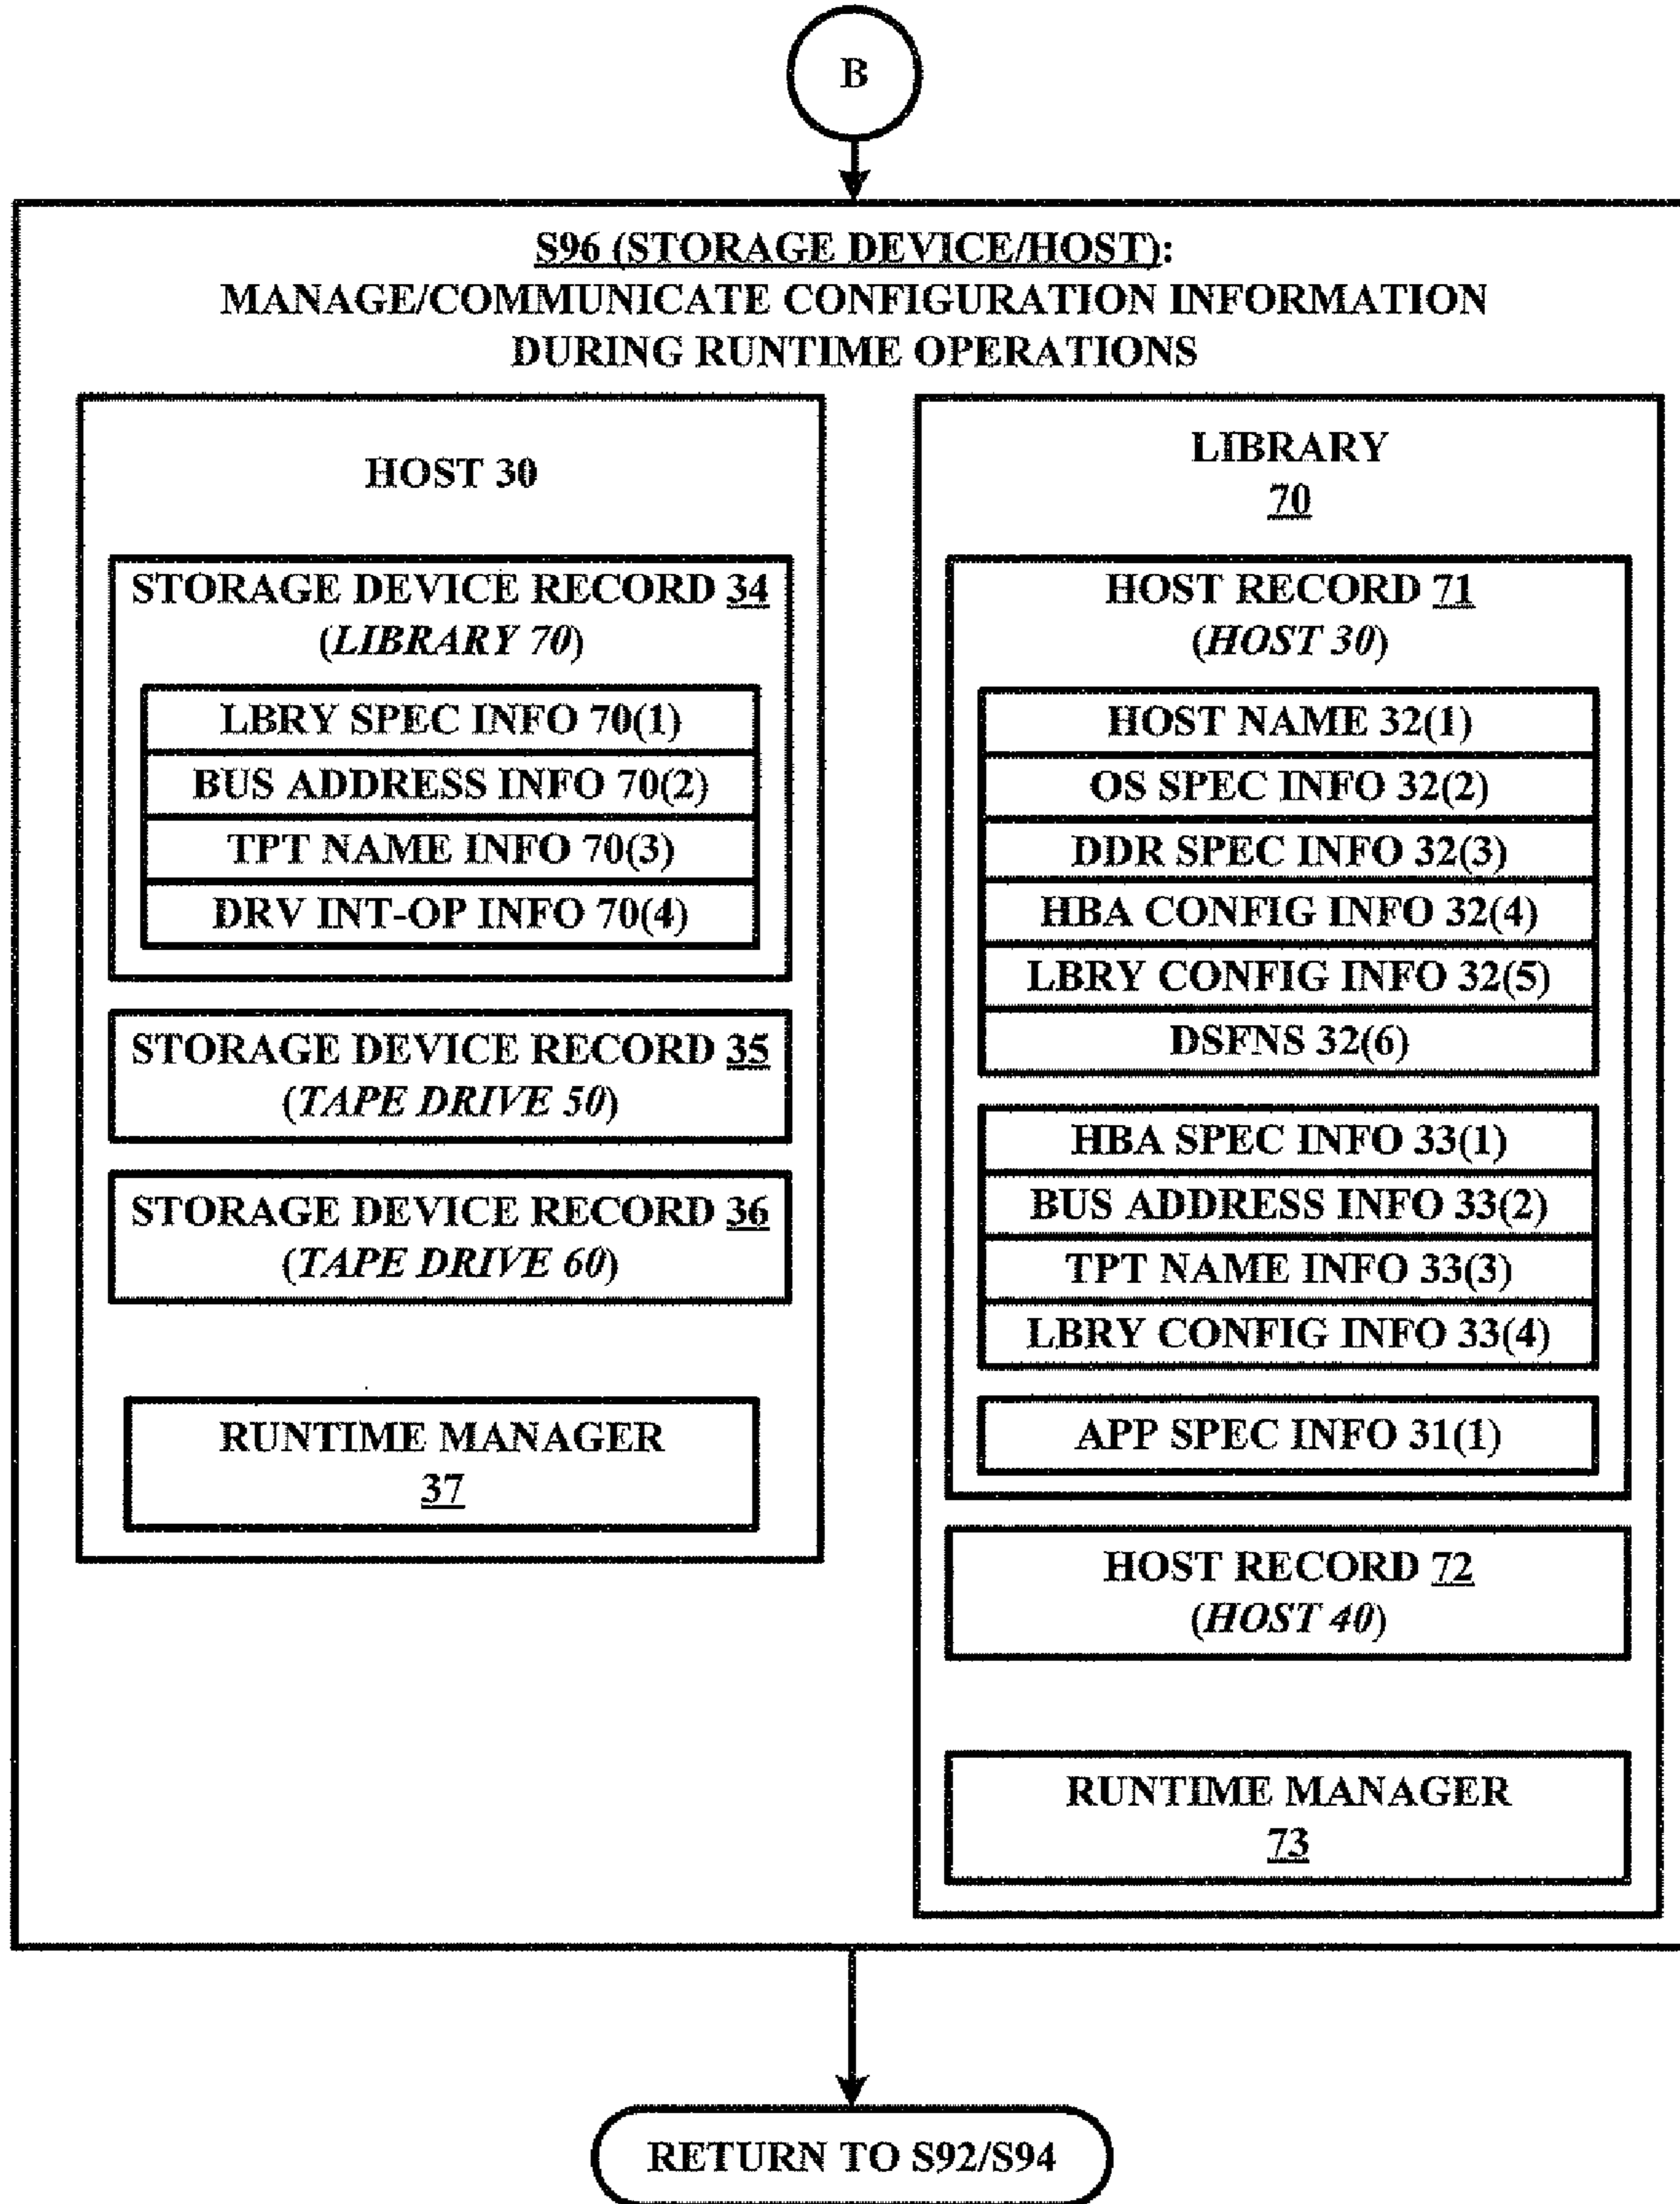 B
S96 (STORAGE DEVICE/HOST):
MANAGE/COMMUNICATE CONFIGURATION INFORMATION
DURING RUNTIME OPERATIONS
HOST 30
STORAGE DEVICE RECORD 34
(LIBRARY 70)
LBRY SPEC INFO 70(1)
BUS ADDRESS INFO 70(2)
TPT NAME INFO 70(3)
DRV INT-OP INFO 70(4)
STORAGE DEVICE RECORD 35
(TAPE DRIVE 50)
STORAGE DEVICE RECORD 36
(TAPE DRIVE 60)
RUNTIME MANAGER
37
LIBRARY
70
HOST RECORD 71
(HOST 30)
HOST NAME 32(1)
OS SPEC INFO 32(2)
DDR SPEC INFO 32(3)
HBA CONFIG INFO 32(4)
LBRY CONFIG INFO 32(5)
DSFNS 32(6)
HBA SPEC INFO 33(1)
BUS ADDRESS INFO 33(2)
TPT NAME INFO 33(3)
LBRY CONFIG INFO 33(4)
APP SPEC INFO 31(1)
HOST RECORD 72
(HOST 40)
RUNTIME MANAGER
73
RETURN TO S92/S94